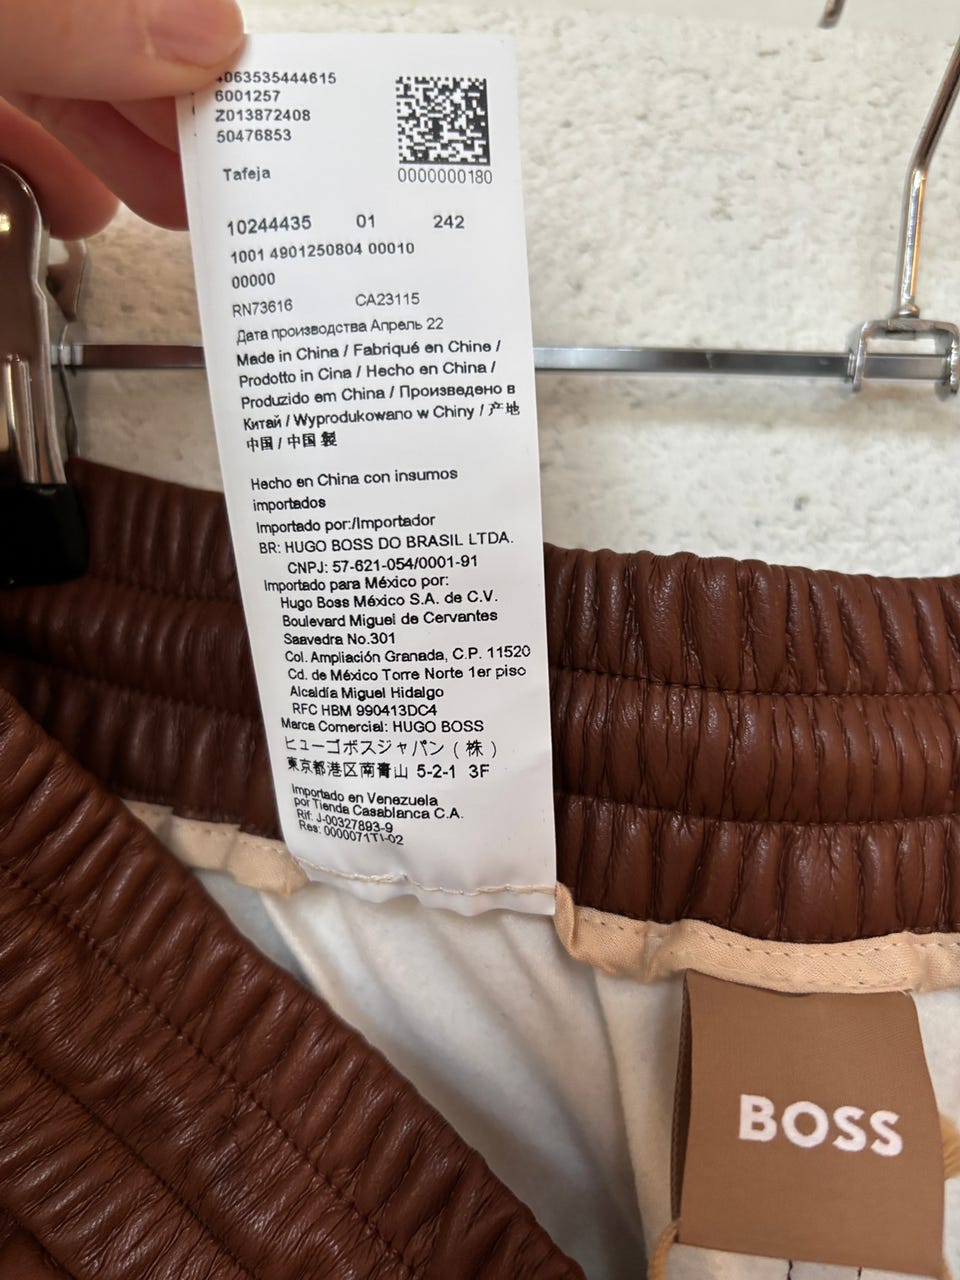 4063535444615
6001257
Z013872408
50476853
0000000180
Tafeja
10244435 01 242
1001 4901250804 00010
00000
RN73616 CA23115
Дата производства Апрель 22
Made in China / Fabriqué en Chine /
Prodotto in Cina / Hecho en China /
Produzido em China / Произведено в
Китай / Wyprodukowano w Chiny / 产地
中国 / 中国製
Hecho en China con insumos
importados
Importado por:/Importador
BR: HUGO BOSS DO BRASIL LTDA.
CNPJ: 57-621-054/0001-91
Importado para México por:
Hugo Boss México S.A. de C.V.
Boulevard Miguel de Cervantes
Saavedra No.301
Col. Ampliación Granada, C.P. 11520
Cd. de México Torre Norte 1er piso
Alcaldía Miguel Hidalgo
RFC HBM 990413DC4
Marca Comercial: HUGO BOSS
ヒューゴボスジャパン ( 株 )
東京都港区南青山 5-2-1 3F
Importado en Venezuela
por Tienda Casablanca C.A.
Rif: J-00327893-9
Res: 0000071TI-02
BOSS